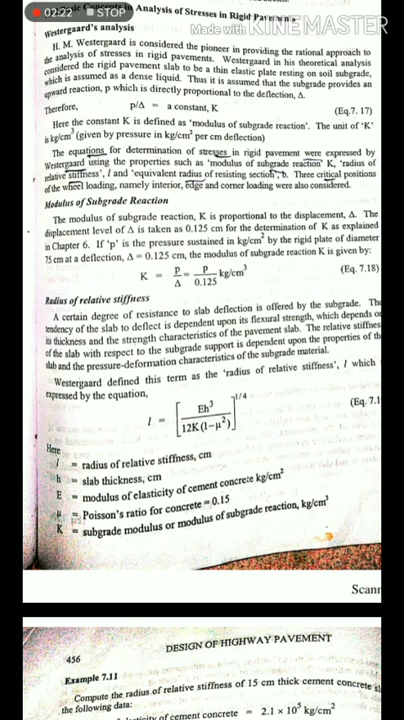 02:22 STOP
Made with KINE MASTER
Concepts in Analysis of Stresses in Rigid Pavements
Westergaard's analysis
H. M. Westergaard is considered the pioneer in providing the rational approach to
the analysis of stresses in rigid pavements. Westergaard in his theoretical analysis
considered the rigid pavement slab to be a thin elastic plate resting on soil subgrade,
which is assumed as a dense liquid. Thus it is assumed that the subgrade provides an
upward reaction, p which is directly proportional to the deflection, Δ.
Therefore, p/Δ = a constant, K (Eq.7. 17)
Here the constant K is defined as 'modulus of subgrade reaction'. The unit of 'K'
is kg/cm³ (given by pressure in kg/cm² per cm deflection)
The equations for determination of stresses in rigid pavement were expressed by
Westergaard using the properties such as 'modulus of subgrade reaction' K, 'radius of
relative stiffness', l and 'equivalent radius of resisting section', b. Three critical positions
of the wheel loading, namely interior, edge and corner loading were also considered.
Modulus of Subgrade Reaction
The modulus of subgrade reaction, K is proportional to the displacement, Δ. The
displacement level of Δ is taken as 0.125 cm for the determination of K as explained
in Chapter 6. If 'p' is the pressure sustained in kg/cm² by the rigid plate of diameter
75 cm at a deflection, Δ = 0.125 cm, the modulus of subgrade reaction K is given by:
K = p/Δ = p/0.125 kg/cm³ (Eq. 7.18)
Radius of relative stiffness
A certain degree of resistance to slab deflection is offered by the subgrade. The
tendency of the slab to deflect is dependent upon its flexural strength, which depends o
its thickness and the strength characteristics of the pavement slab. The relative stiffnes
of the slab with respect to the subgrade support is dependent upon the properties of th
slab and the pressure-deformation characteristics of the subgrade material.
Westergaard defined this term as the 'radius of relative stiffness', l which
expressed by the equation,
l = [Eh³ / 12K(1-μ²)]^1/4 (Eq. 7.1
Here
l = radius of relative stiffness, cm
h = slab thickness, cm
E = modulus of elasticity of cement concrete kg/cm²
μ = Poisson's ratio for concrete = 0.15
K = subgrade modulus or modulus of subgrade reaction, kg/cm³
Scann
456 DESIGN OF HIGHWAY PAVEMENT
Example 7.11
Compute the radius of relative stiffness of 15 cm thick cement concrete sl
the following data:
of cement concrete = 2.1 × 10⁵ kg/cm²